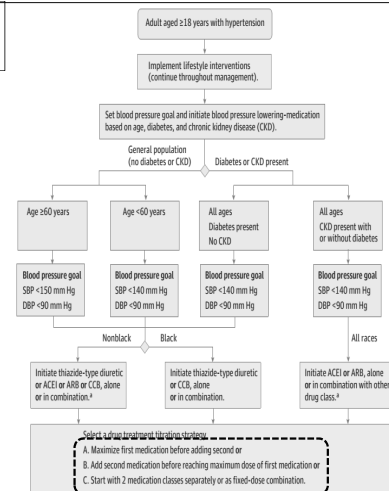 Adult aged ≥18 years with hypertension
Implement lifestyle interventions
(continue throughout management).
Set blood pressure goal and initiate blood pressure lowering-medication
based on age, diabetes, and chronic kidney disease (CKD).
General population
(no diabetes or CKD)
Diabetes or CKD present
Age ≥60 years
Age <60 years
All ages
Diabetes present
No CKD
All ages
CKD present with
or without diabetes
Blood pressure goal
SBP <150 mm Hg
DBP <90 mm Hg
Blood pressure goal
SBP <140 mm Hg
DBP <90 mm Hg
Blood pressure goal
SBP <140 mm Hg
DBP <90 mm Hg
Blood pressure goal
SBP <140 mm Hg
DBP <90 mm Hg
Nonblack
Black
All races
Initiate thiazide-type diuretic
or ACEI or ARB or CCB, alone
or in combination.a
Initiate thiazide-type diuretic
or CCB, alone
or in combination.
Initiate ACEI or ARB, alone
or in combination with other
drug class.a
Select a drug treatment titration strategy
A. Maximize first medication before adding second or
B. Add second medication before reaching maximum dose of first medication or
C. Start with 2 medication classes separately or as fixed-dose combination.